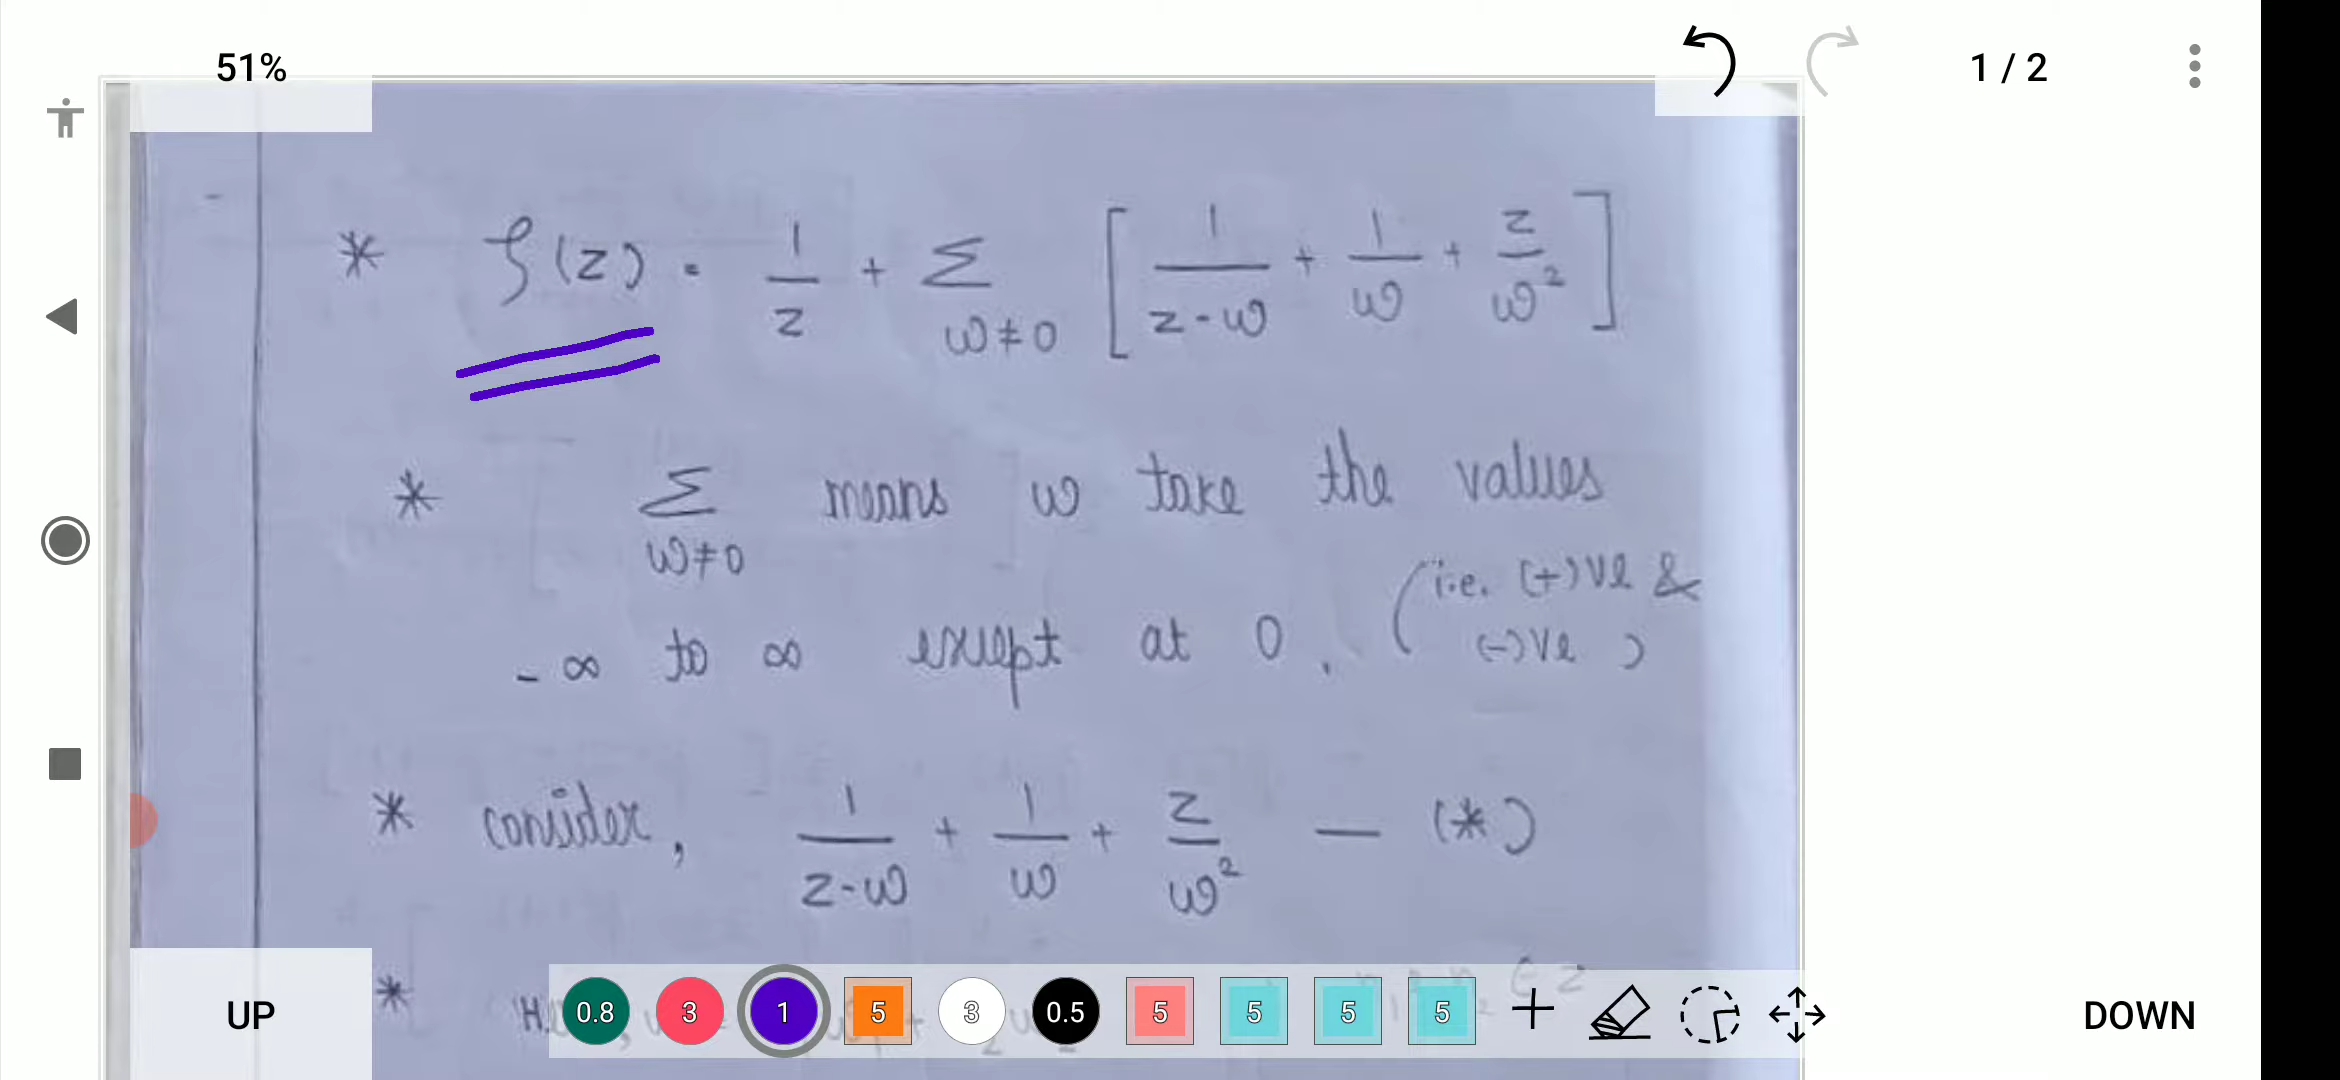 51%
1 / 2
* ζ(z) = 1/z + Σ_{ω≠0} [ 1/(z-ω) + 1/ω + z/ω² ]
* Σ_{ω≠0} means ω take the values
-∞ to ∞ except at 0. (i.e. (+)ve &
(-)ve )
* consider, 1/(z-ω) + 1/ω + z/ω² — (*)
*
UP 0.8 3 1 5 3 0.5 5 5 5 5 DOWN